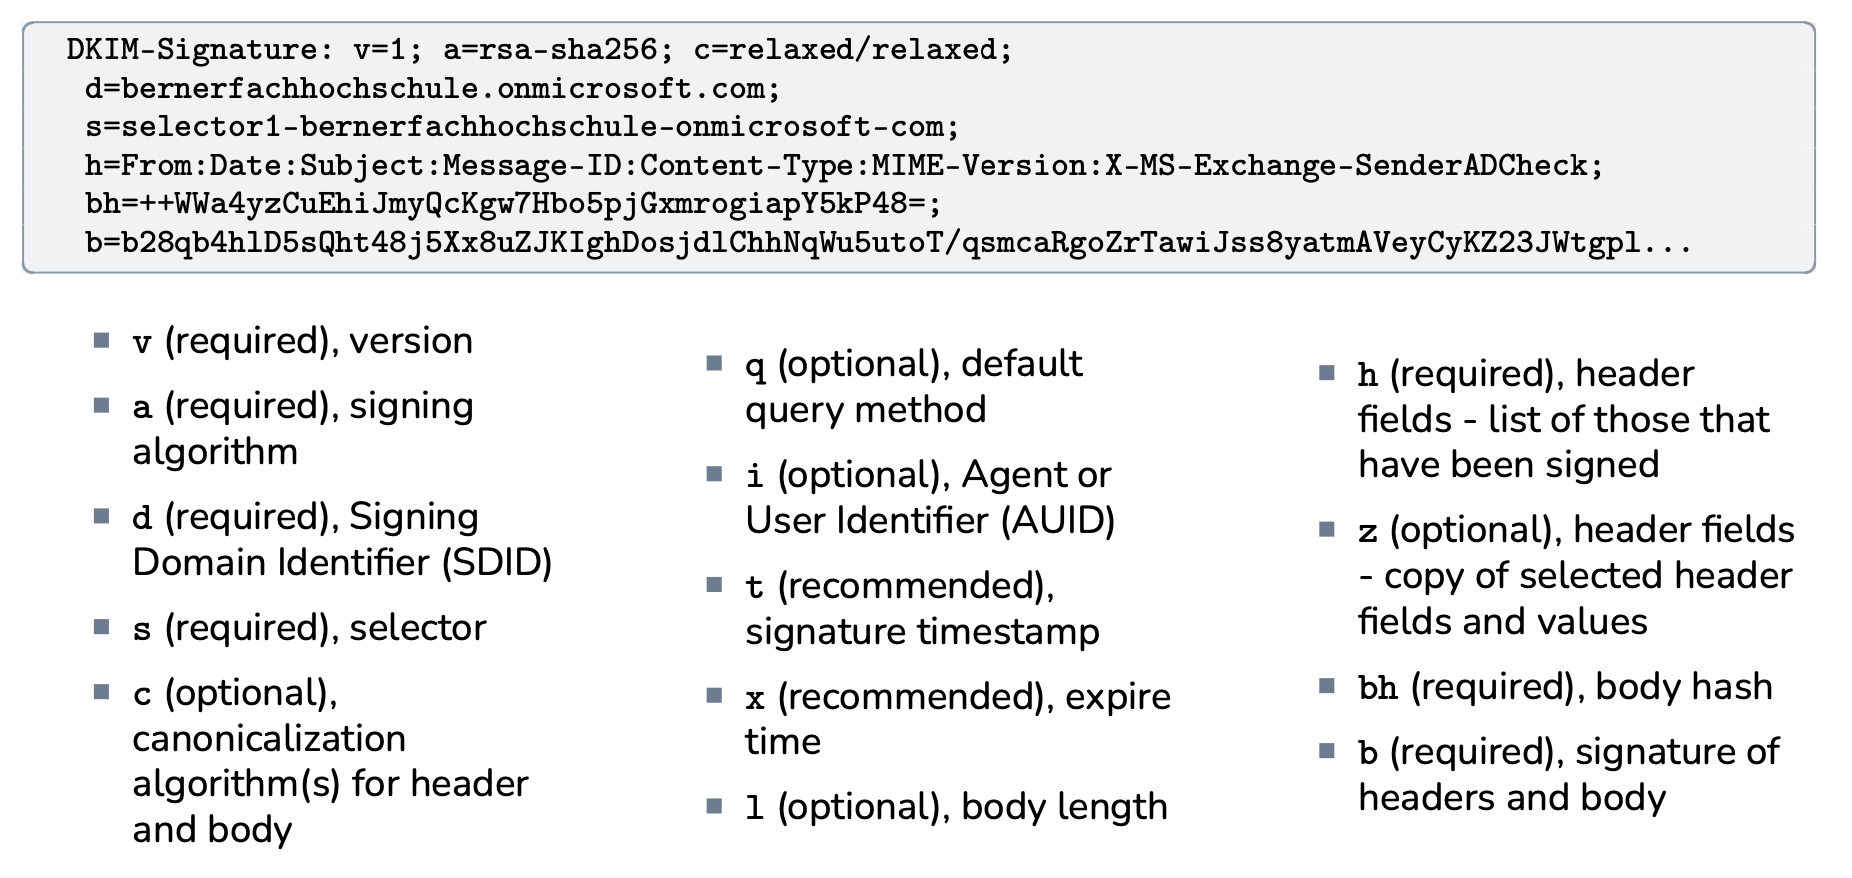 DKIM-Signature: v=1; a=rsa-sha256; c=relaxed/relaxed;
d=bernerfachhochschule.onmicrosoft.com;
s=selector1-bernerfachhochschule-onmicrosoft-com;
h=From:Date:Subject:Message-ID:Content-Type:MIME-Version:X-MS-Exchange-SenderADCheck;
bh=++WWa4yzCuEhiJmyQcKgw7Hbo5pjGxmrogiapY5kP48=;
b=b28qb4hlD5sQht48j5Xx8uZJKIghDosjdlChhNqWu5utoT/qsmcaRgoZrTawiJss8yatmAVeyCyKZ23JWtgpl...
v (required), version
a (required), signing
algorithm
d (required), Signing
Domain Identifier (SDID)
s (required), selector
c (optional),
canonicalization
algorithm(s) for header
and body
q (optional), default
query method
i (optional), Agent or
User Identifier (AUID)
t (recommended),
signature timestamp
x (recommended), expire
time
l (optional), body length
h (required), header
fields - list of those that
have been signed
z (optional), header fields
- copy of selected header
fields and values
bh (required), body hash
b (required), signature of
headers and body